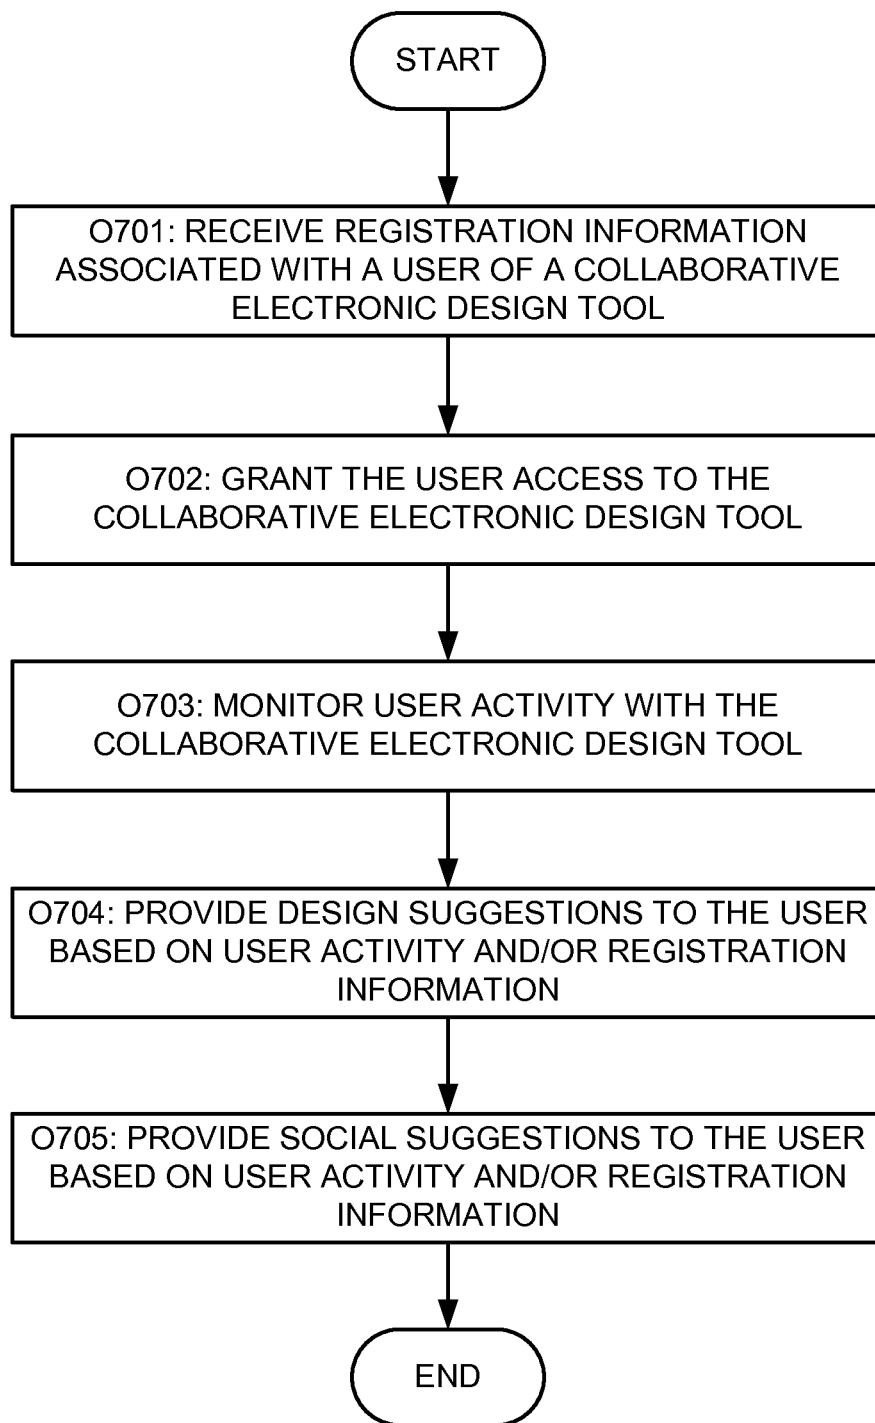 START
O701: RECEIVE REGISTRATION INFORMATION
ASSOCIATED WITH A USER OF A COLLABORATIVE
ELECTRONIC DESIGN TOOL
O702: GRANT THE USER ACCESS TO THE
COLLABORATIVE ELECTRONIC DESIGN TOOL
O703: MONITOR USER ACTIVITY WITH THE
COLLABORATIVE ELECTRONIC DESIGN TOOL
O704: PROVIDE DESIGN SUGGESTIONS TO THE USER
BASED ON USER ACTIVITY AND/OR REGISTRATION
INFORMATION
O705: PROVIDE SOCIAL SUGGESTIONS TO THE USER
BASED ON USER ACTIVITY AND/OR REGISTRATION
INFORMATION
END